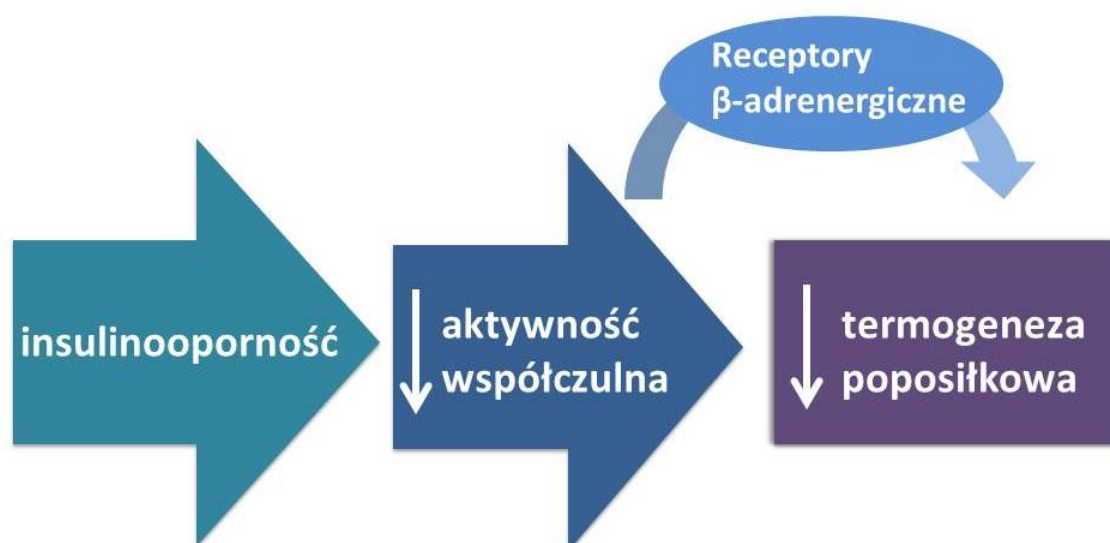 Receptory
β-adrenergiczne
insulinooporność
aktywność
współczulna
termogeneza
poposiłkowa